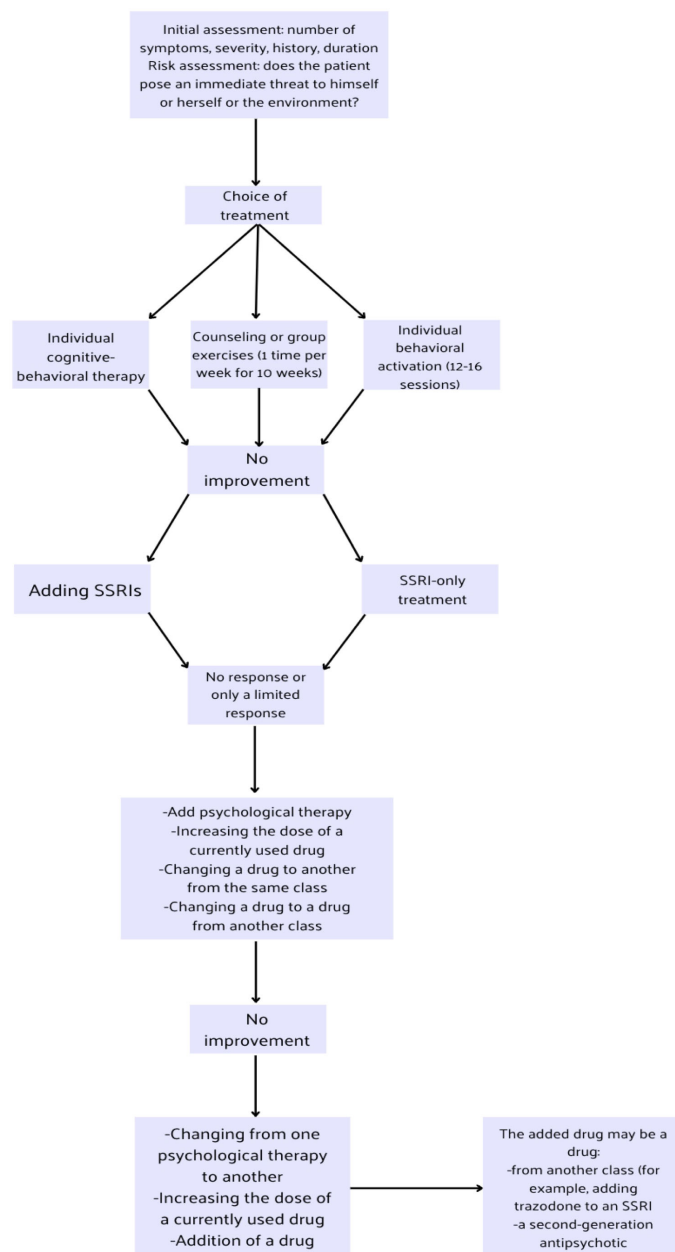 Initial assessment: number of
symptoms, severity, history, duration
Risk assessment: does the patient
pose an immediate threat to himself
or herself or the environment?
Choice of
treatment
Individual
cognitive-
behavioral therapy
Counseling or group
exercises (1 time per
week for 10 weeks)
Individual
behavioral
activation (12-16
sessions)
No
improvement
Adding SSRIs
SSRI-only
treatment
No response or
only a limited
response
-Add psychological therapy
-Increasing the dose of a
currently used drug
-Changing a drug to another
from the same class
-Changing a drug to a drug
from another class
No
improvement
-Changing from one
psychological therapy
to another
-Increasing the dose of
a currently used drug
-Addition of a drug
The added drug may be a
drug:
-from another class (for
example, adding
trazodone to an SSRI
-a second-generation
antipsychotic